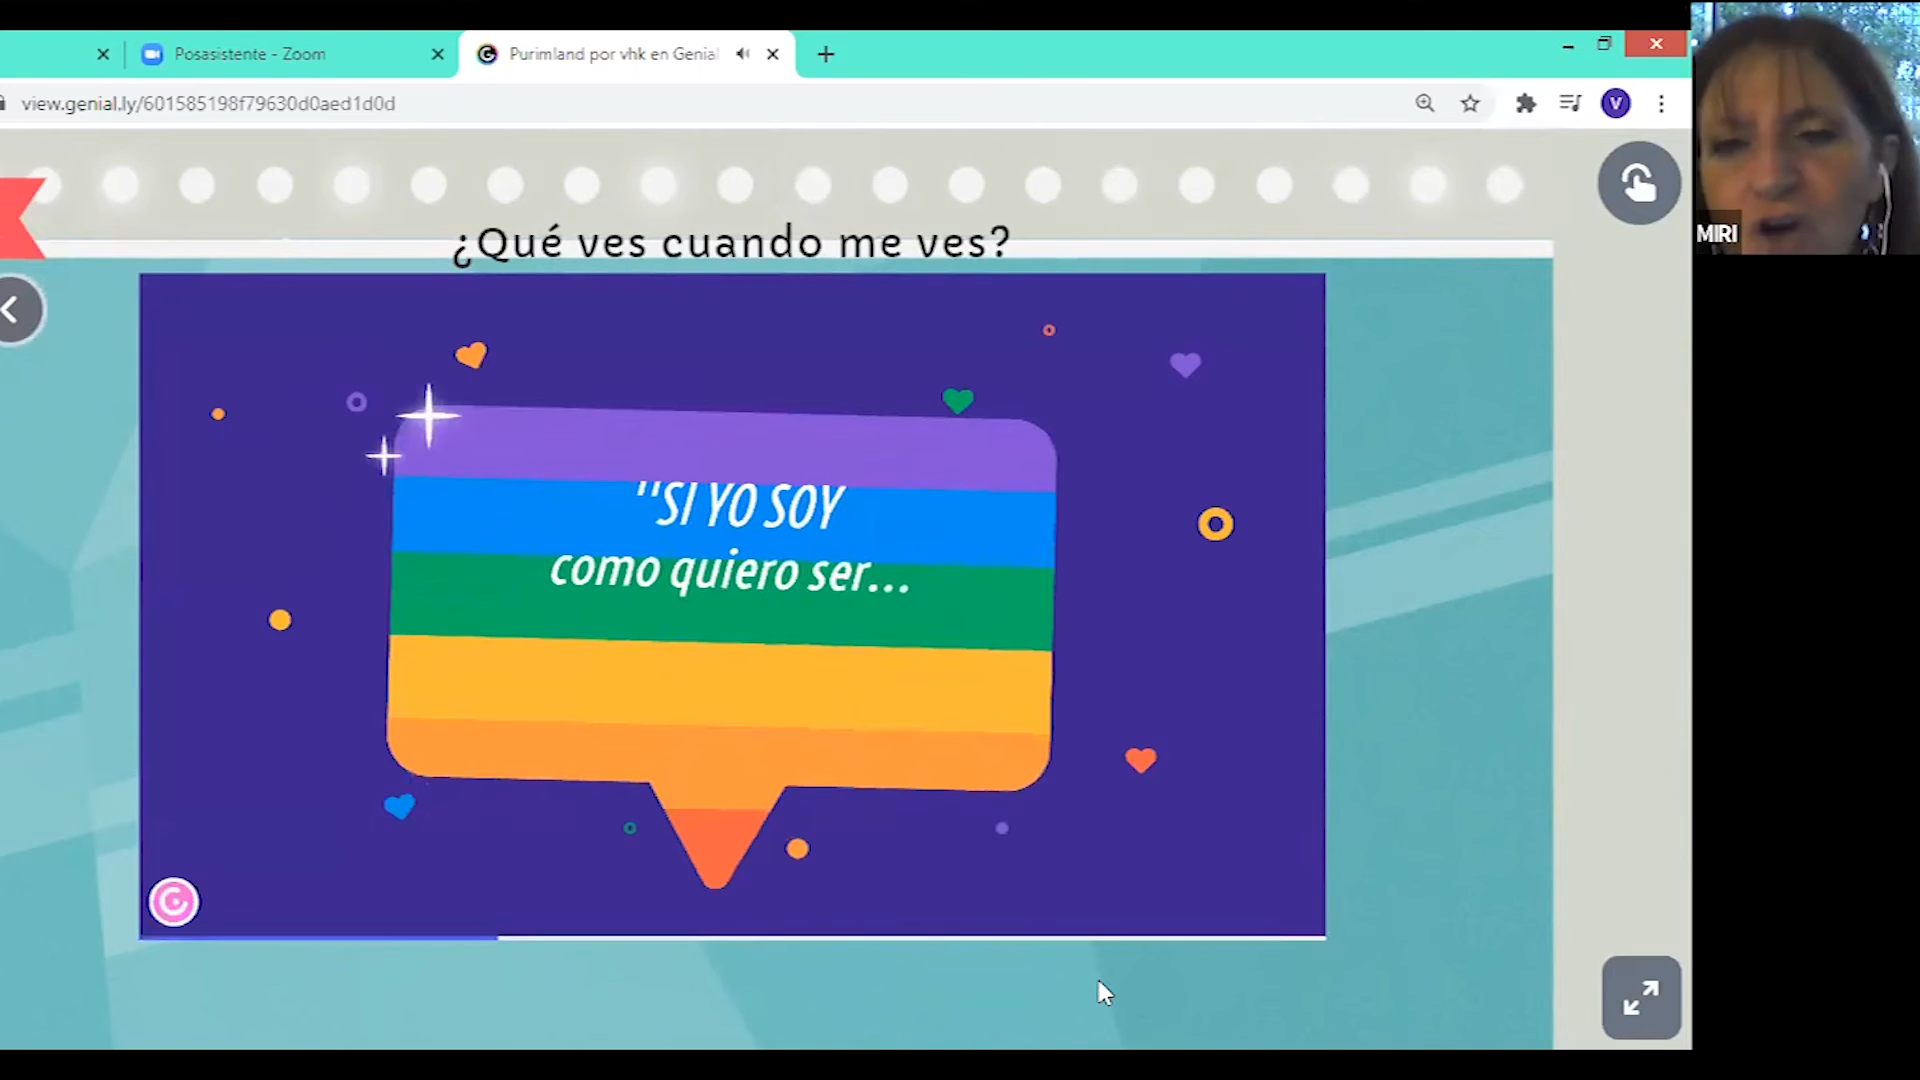 Posasistente - Zoom
Purimland por vhk en Genial
view.genial.ly/601585198f79630d0aed1d0d
V
MIRI
¿Qué ves cuando me ves?
"SI YO SOY
como quiero ser...